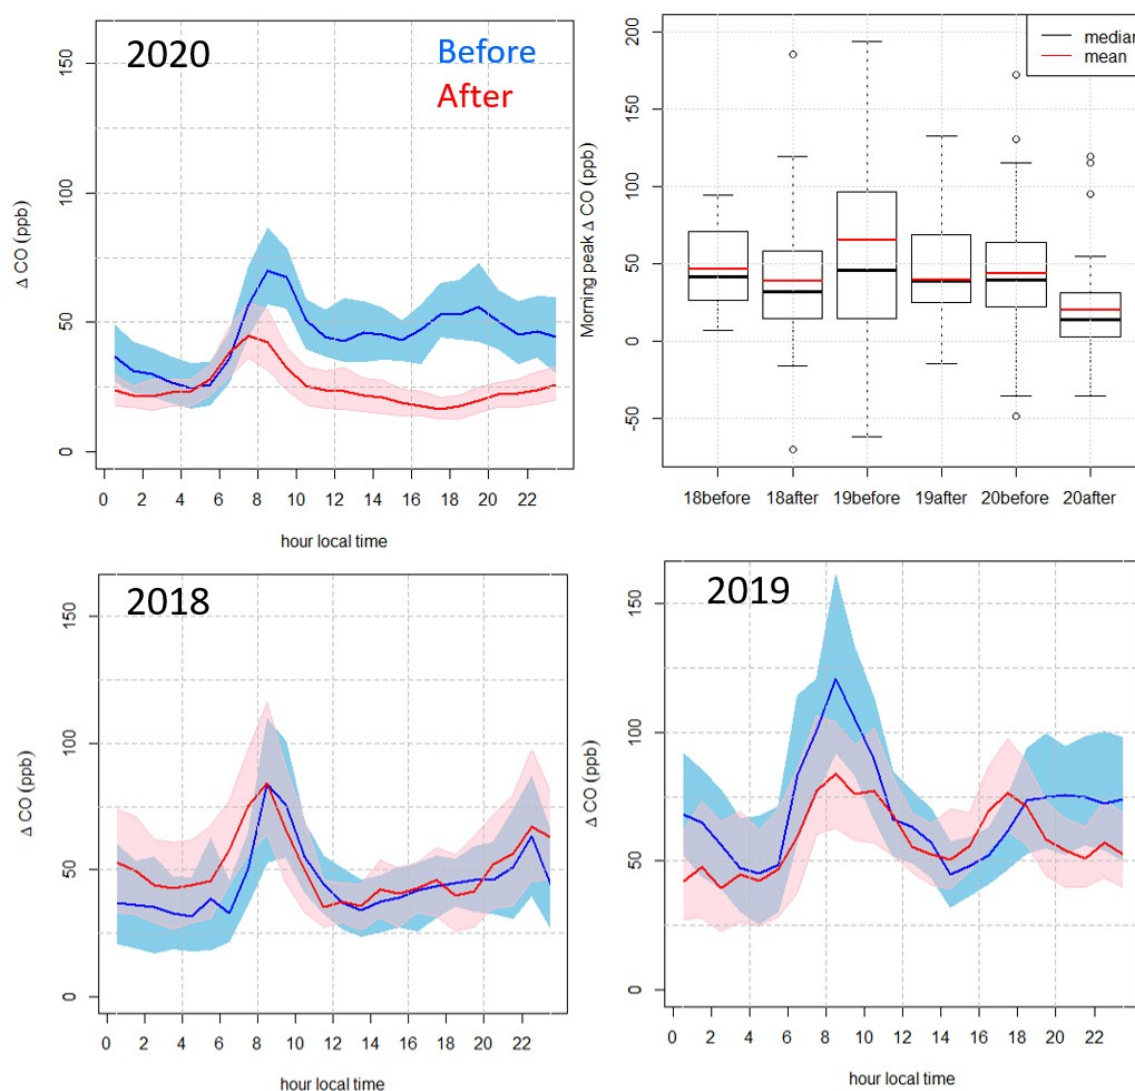 2020
Before
After
Δ CO (ppb)
150
100
50
0
0 2 4 6 8 10 12 14 16 18 20 22
hour local time
median
mean
Morning peak Δ CO (ppb)
200
150
100
50
0
-50
18before 18after 19before 19after 20before 20after
2018
Δ CO (ppb)
150
100
50
0
0 2 4 6 8 10 12 14 16 18 20 22
hour local time
2019
Δ CO (ppb)
150
100
50
0
0 2 4 6 8 10 12 14 16 18 20 22
hour local time